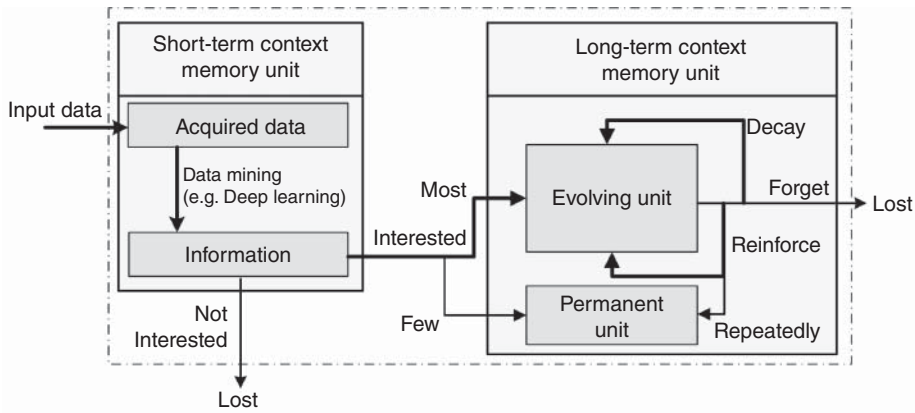 Short-term context
memory unit
Long-term context
memory unit
Input data
Acquired data
Data mining
(e.g. Deep learning)
Information
Interested
Most
Few
Not
Interested
Lost
Evolving unit
Decay
Forget
Lost
Reinforce
Permanent
unit
Repeatedly